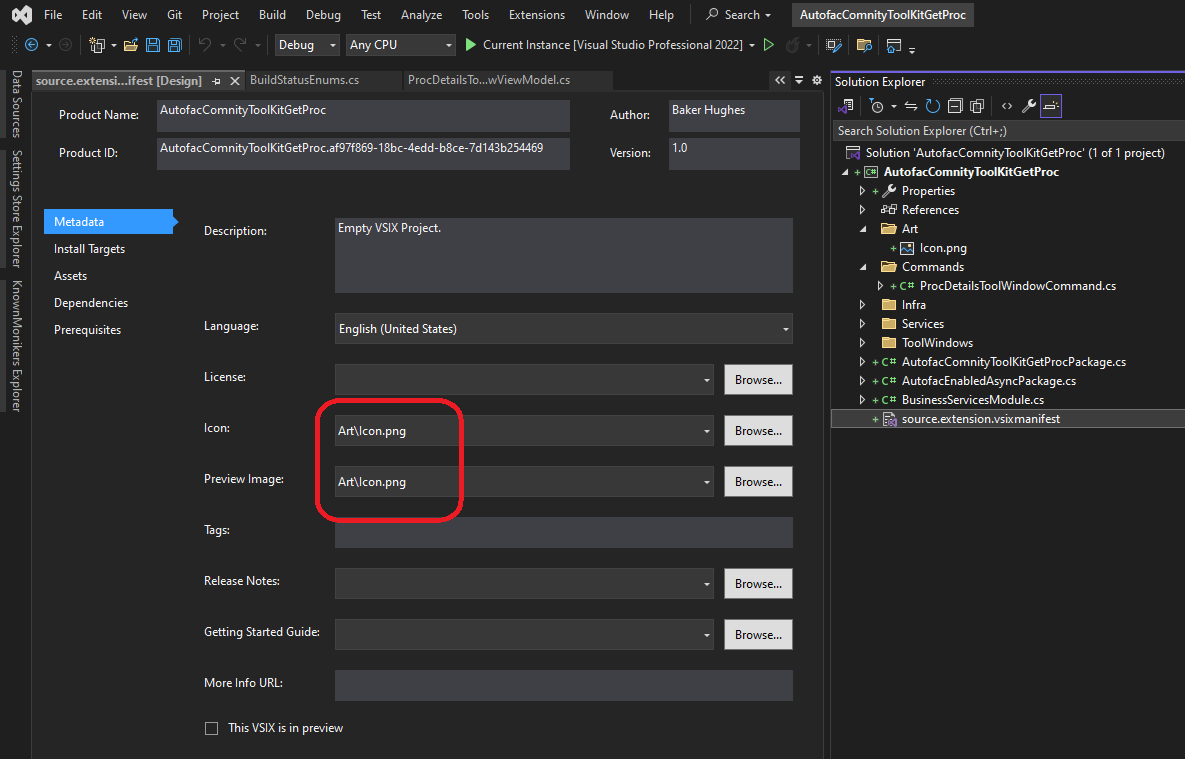 File Edit View Git Project Build Debug Test Analyze Tools Extensions Window Help Search AutofacComnityToolKitGetProc
Debug Any CPU Current Instance [Visual Studio Professional 2022]
Data Sources
Settings Store Explorer
KnownMonikers Explorer
source.extensi...ifest [Design] BuildStatusEnums.cs ProcDetailsTo...wViewModel.cs
Product Name: AutofacComnityToolKitGetProc Author: Baker Hughes
Product ID: AutofacComnityToolKitGetProc.af97f869-18bc-4edd-b8ce-7d143b254469 Version: 1.0
Metadata
Install Targets
Assets
Dependencies
Prerequisites
Description: Empty VSIX Project.
Language: English (United States)
License: Browse...
Icon: Art\Icon.png Browse...
Preview Image: Art\Icon.png Browse...
Tags:
Release Notes: Browse...
Getting Started Guide: Browse...
More Info URL:
This VSIX is in preview
Solution Explorer
Search Solution Explorer (Ctrl+;)
Solution 'AutofacComnityToolKitGetProc' (1 of 1 project)
C# AutofacComnityToolKitGetProc
Properties
References
Art
Icon.png
Commands
C# ProcDetailsToolWindowCommand.cs
Infra
Services
ToolWindows
C# AutofacComnityToolKitGetProcPackage.cs
C# AutofacEnabledAsyncPackage.cs
C# BusinessServicesModule.cs
source.extension.vsixmanifest